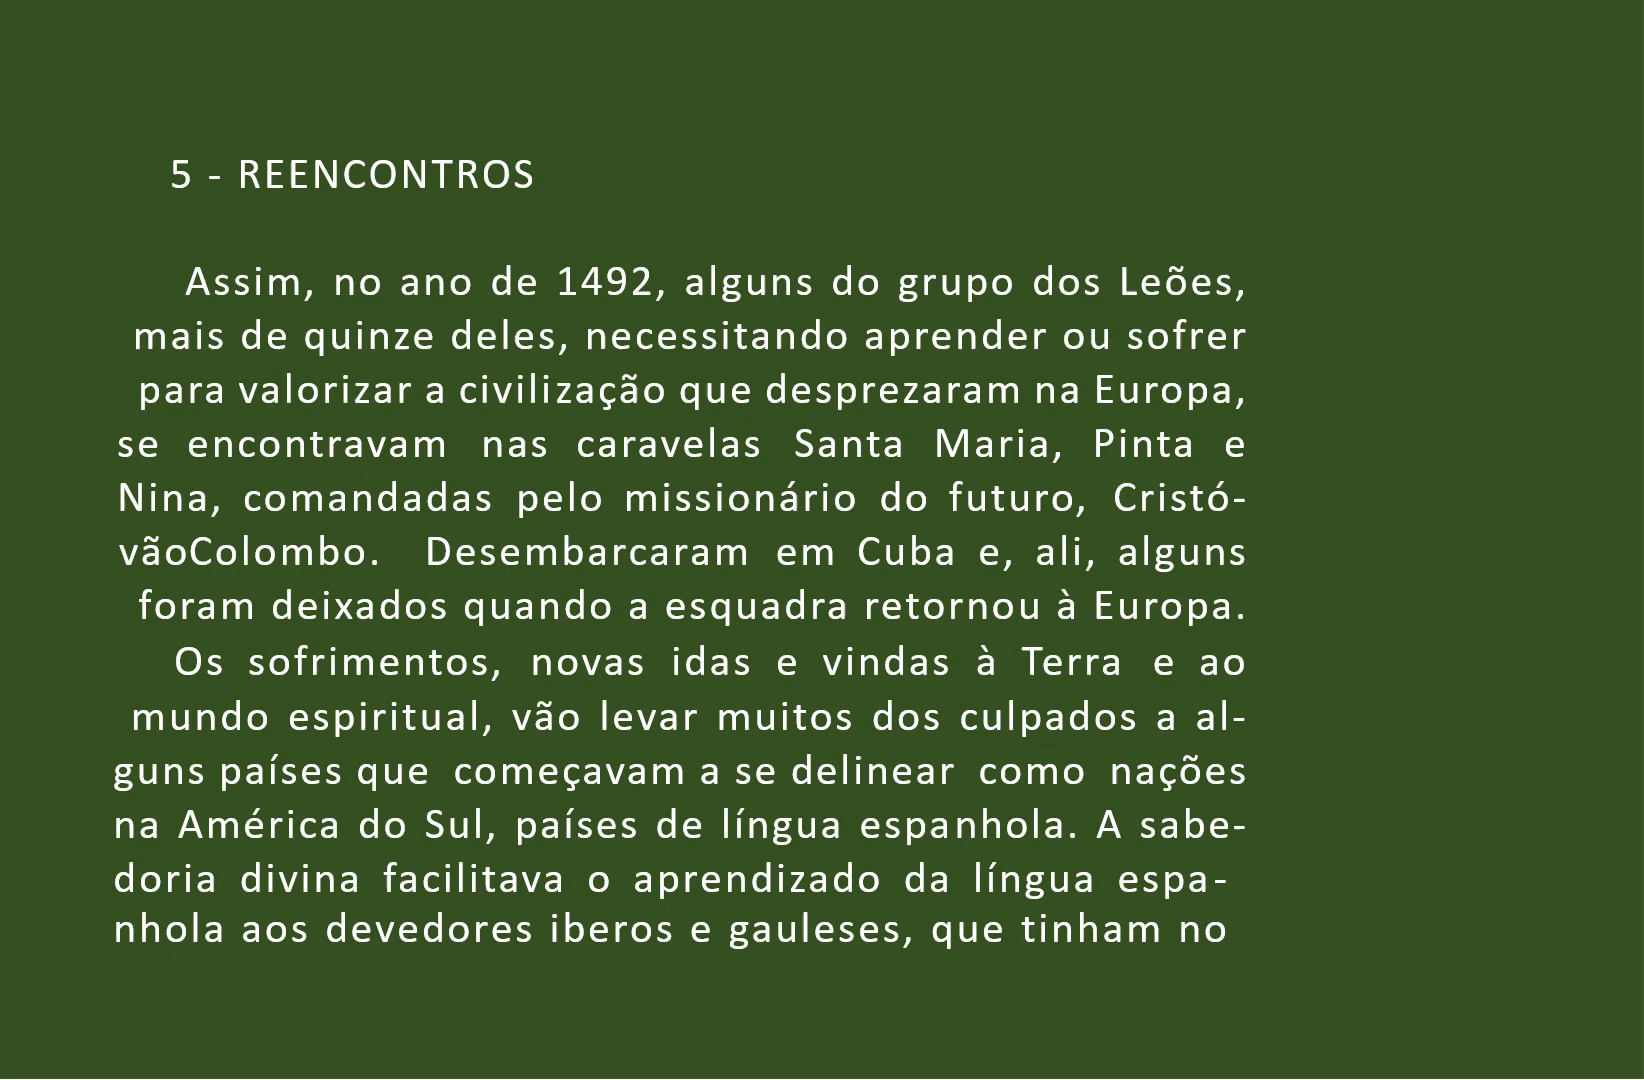 5 - REENCONTROS
Assim, no ano de 1492, alguns do grupo dos Leões,
mais de quinze deles, necessitando aprender ou sofrer
para valorizar a civilização que desprezaram na Europa,
se encontravam nas caravelas Santa Maria, Pinta e
Nina, comandadas pelo missionário do futuro, Cristó-
vãoColombo. Desembarcaram em Cuba e, ali, alguns
foram deixados quando a esquadra retornou à Europa.
Os sofrimentos, novas idas e vindas à Terra e ao
mundo espiritual, vão levar muitos dos culpados a al-
guns países que começavam a se delinear como nações
na América do Sul, países de língua espanhola. A sabe-
doria divina facilitava o aprendizado da língua espa-
nhola aos devedores iberos e gauleses, que tinham no